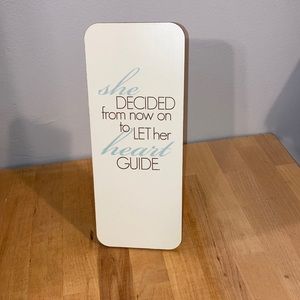 she
DECIDED
from now on
to LET her
heart
GUIDE.